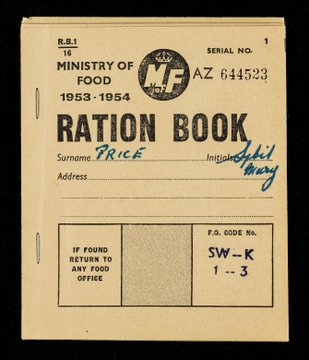 R.B.1
16
MINISTRY OF
FOOD
1953-1954
MF
OF
SERIAL NO. 1
AZ 644523
RATION BOOK
Surname PRICE Initials Sybil
Mary
Address
IF FOUND
RETURN TO
ANY FOOD
OFFICE
F.O. CODE No.
SW--K
1--3